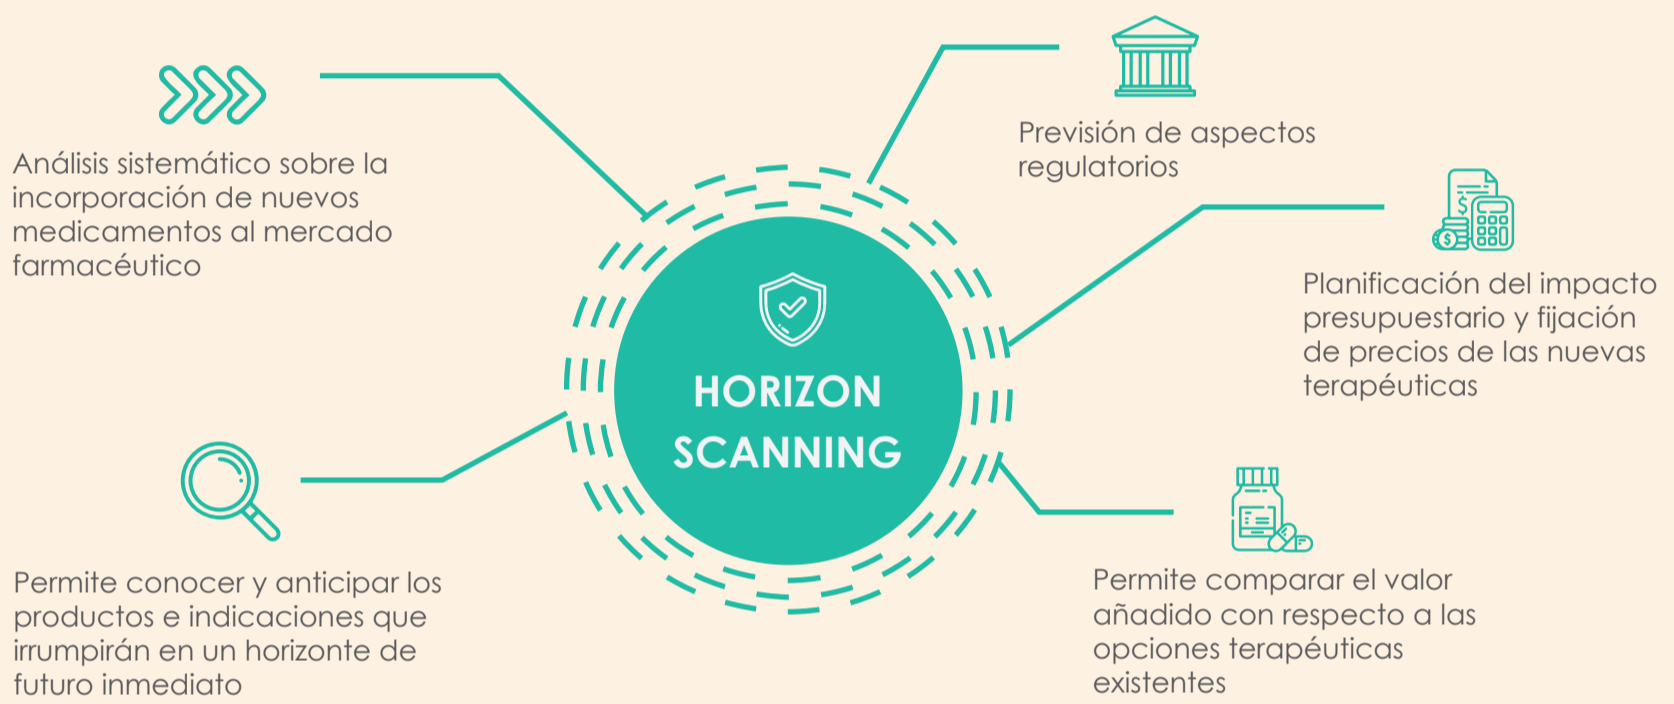 Análisis sistemático sobre la
incorporación de nuevos
medicamentos al mercado
farmacéutico
Permite conocer y anticipar los
productos e indicaciones que
irrumpirán en un horizonte de
futuro inmediato
HORIZON
SCANNING
Previsión de aspectos
regulatorios
$
$
Planificación del impacto
presupuestario y fijación
de precios de las nuevas
terapéuticas
Permite comparar el valor
añadido con respecto a las
opciones terapéuticas
existentes